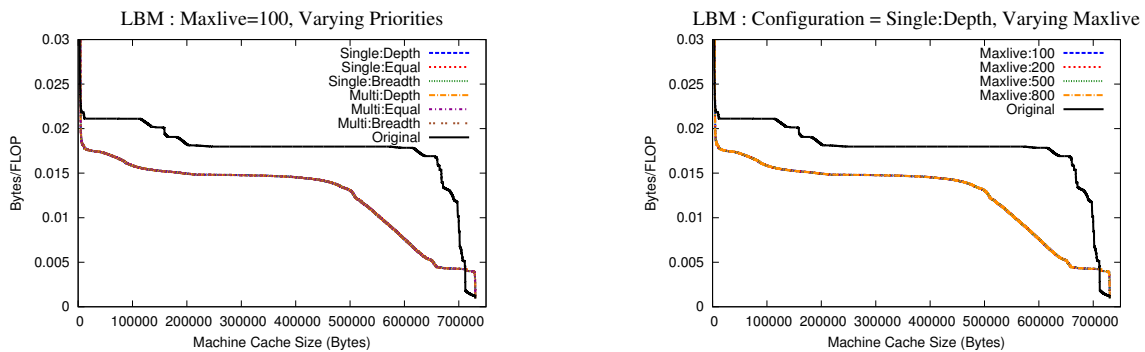 LBM : Maxlive=100, Varying Priorities
0.03
0.025
0.02
0.015
0.01
0.005
0
Bytes/FLOP
Single:Depth
Single:Equal
Single:Breadth
Multi:Depth
Multi:Equal
Multi:Breadth
Original
0 100000 200000 300000 400000 500000 600000 700000
Machine Cache Size (Bytes)
LBM : Configuration = Single:Depth, Varying Maxlive
0.03
0.025
0.02
0.015
0.01
0.005
0
Bytes/FLOP
Maxlive:100
Maxlive:200
Maxlive:500
Maxlive:800
Original
0 100000 200000 300000 400000 500000 600000 700000
Machine Cache Size (Bytes)